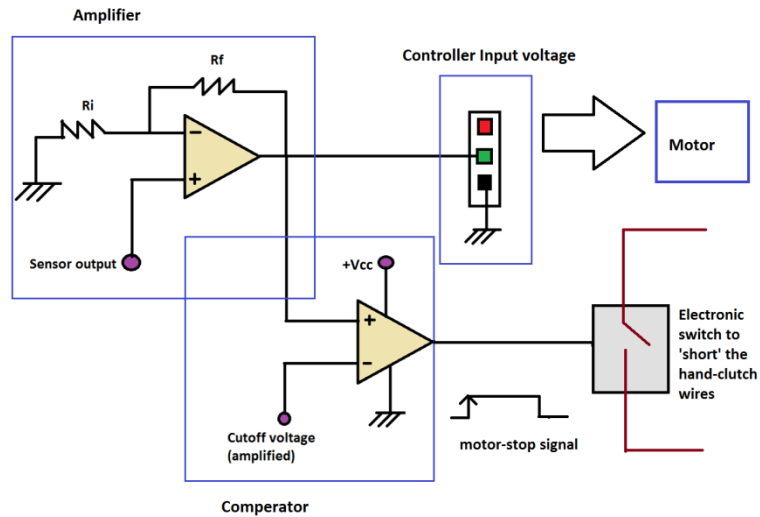 Amplifier
Rf
Ri
−
+
Sensor output
Controller Input voltage
Motor
+Vcc
+
−
Cutoff voltage
(amplified)
Comperator
motor-stop signal
Electronic
switch to
'short' the
hand-clutch
wires